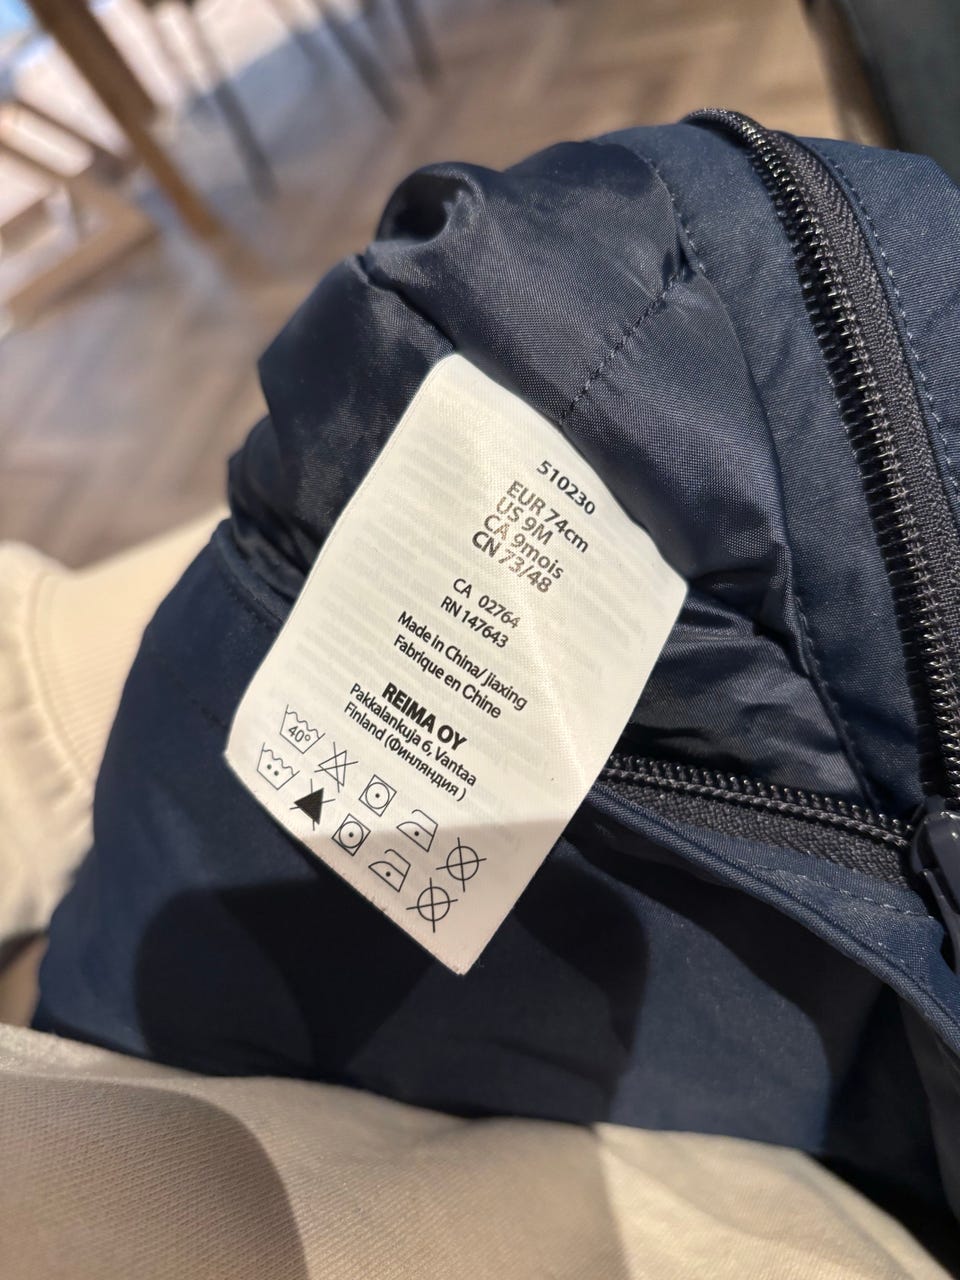 510230
EUR 74cm
US 9M
CA 9mois
CN 73/48
CA 02764
RN 147643
Made in China/ Jiaxing
Fabriqué en Chine
REIMA OY
Pakkalankuja 6, Vantaa
Finland (Финляндия)
40°